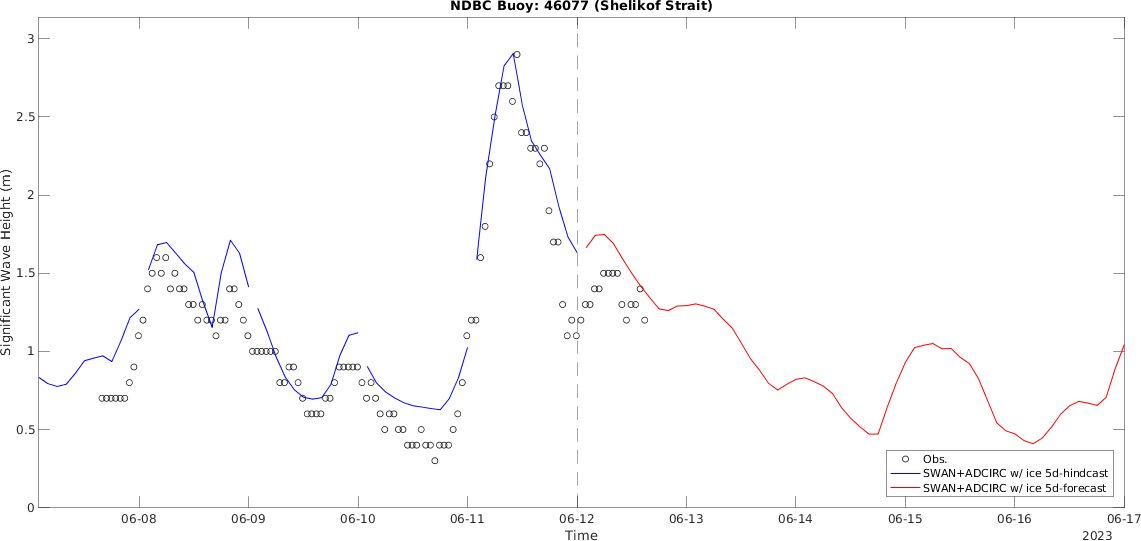 NDBC Buoy: 46077 (Shelikof Strait)
3
2.5
2
1.5
1
0.5
0
Significant Wave Height (m)
06-08 06-09 06-10 06-11 06-12 06-13 06-14 06-15 06-16 06-17
Time
2023
Obs.
SWAN+ADCIRC w/ ice 5d-hindcast
SWAN+ADCIRC w/ ice 5d-forecast